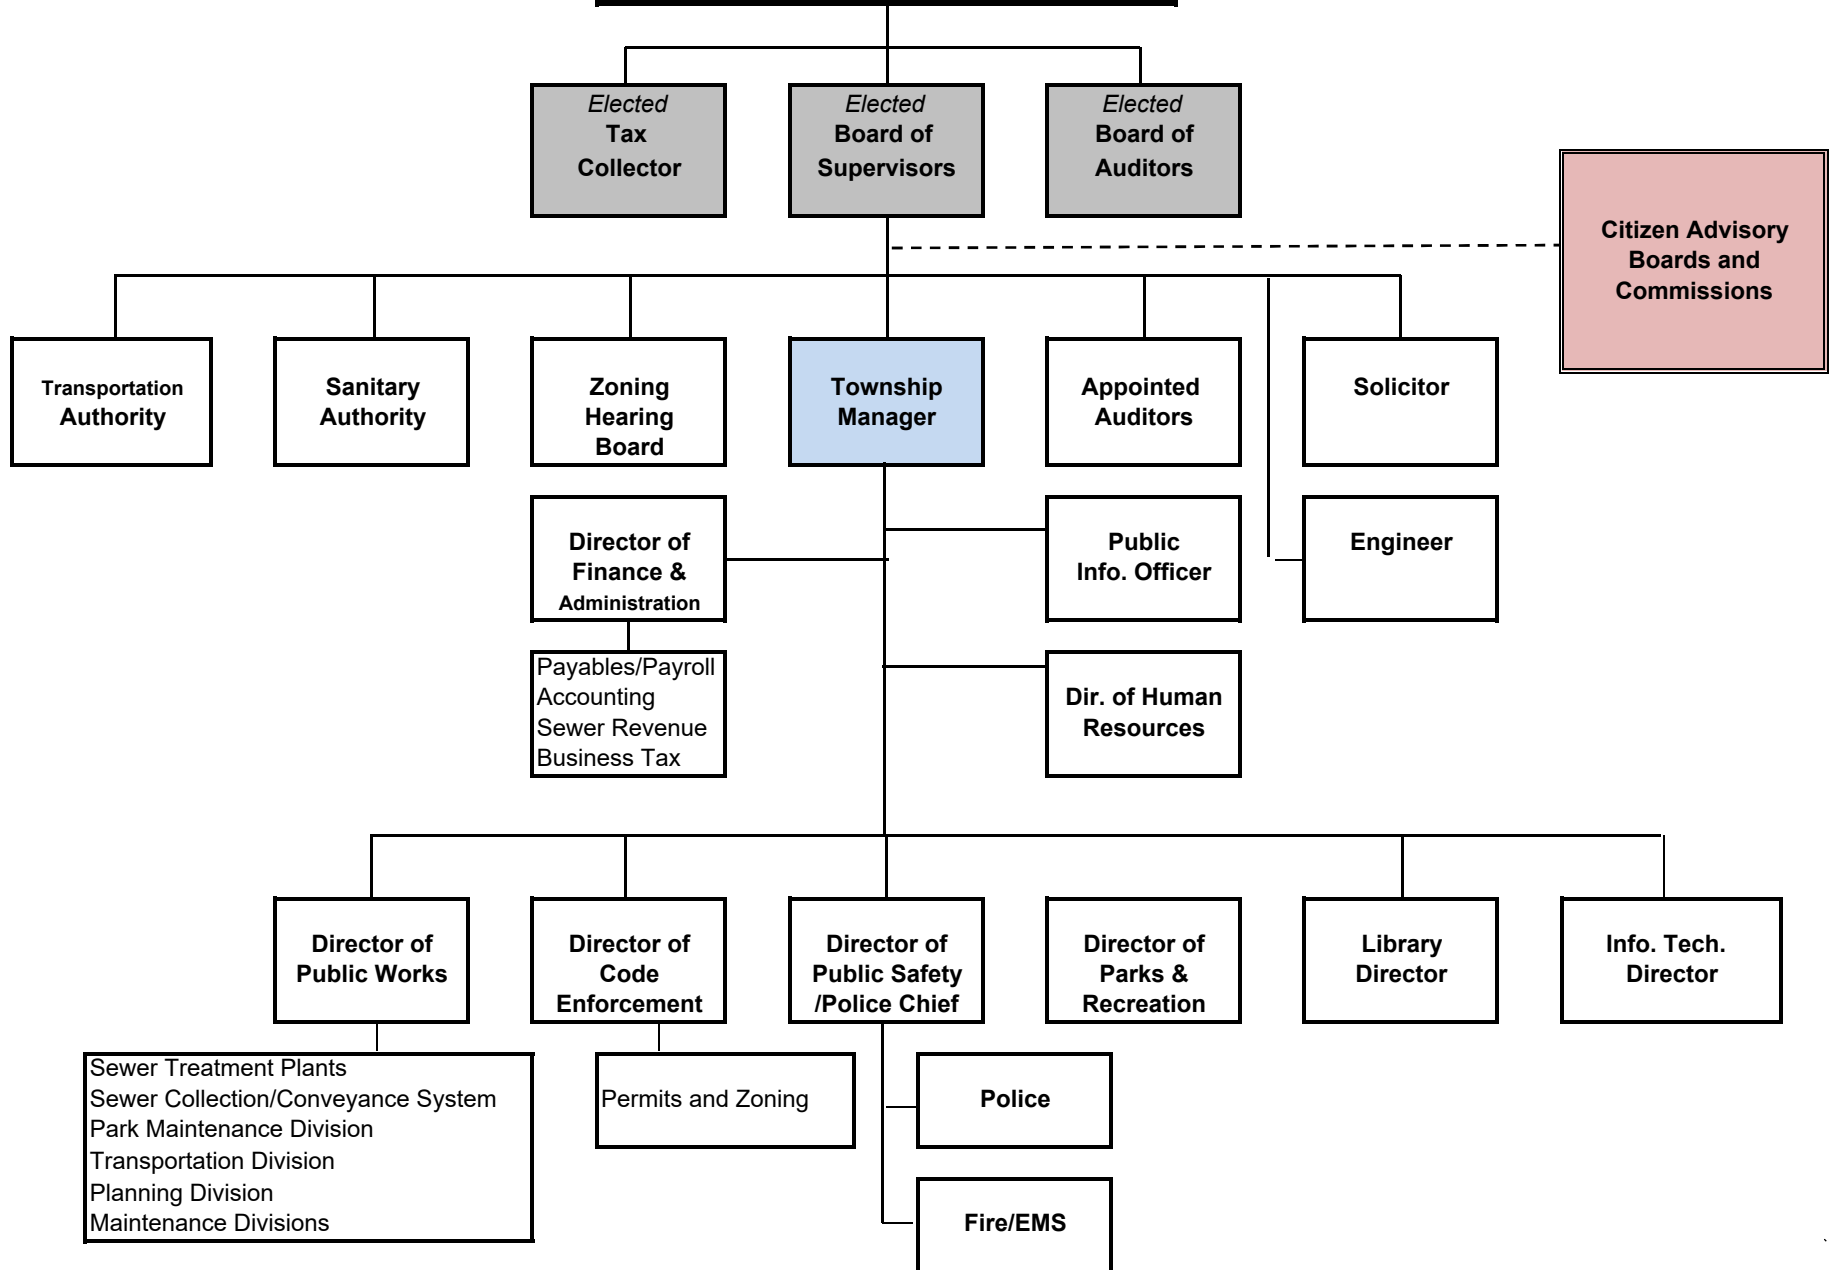 Elected
Tax
Collector
Elected
Board of
Supervisors
Elected
Board of
Auditors
Citizen Advisory
Boards and
Commissions
Transportation
Authority
Sanitary
Authority
Zoning
Hearing
Board
Township
Manager
Appointed
Auditors
Solicitor
Director of
Finance &
Administration
Public
Info. Officer
Engineer
Payables/Payroll
Accounting
Sewer Revenue
Business Tax
Dir. of Human
Resources
Director of
Public Works
Director of
Code
Enforcement
Director of
Public Safety
/Police Chief
Director of
Parks &
Recreation
Library
Director
Info. Tech.
Director
Sewer Treatment Plants
Sewer Collection/Conveyance System
Park Maintenance Division
Transportation Division
Planning Division
Maintenance Divisions
Permits and Zoning
Police
Fire/EMS
`